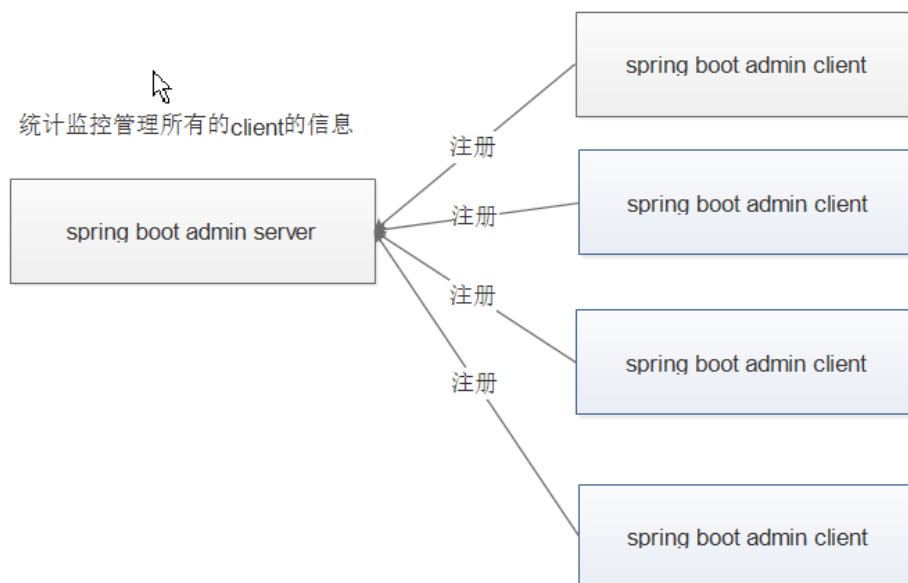 spring boot admin client
统计监控管理所有的client的信息
注册
spring boot admin client
注册
spring boot admin server
注册
spring boot admin client
注册
spring boot admin client